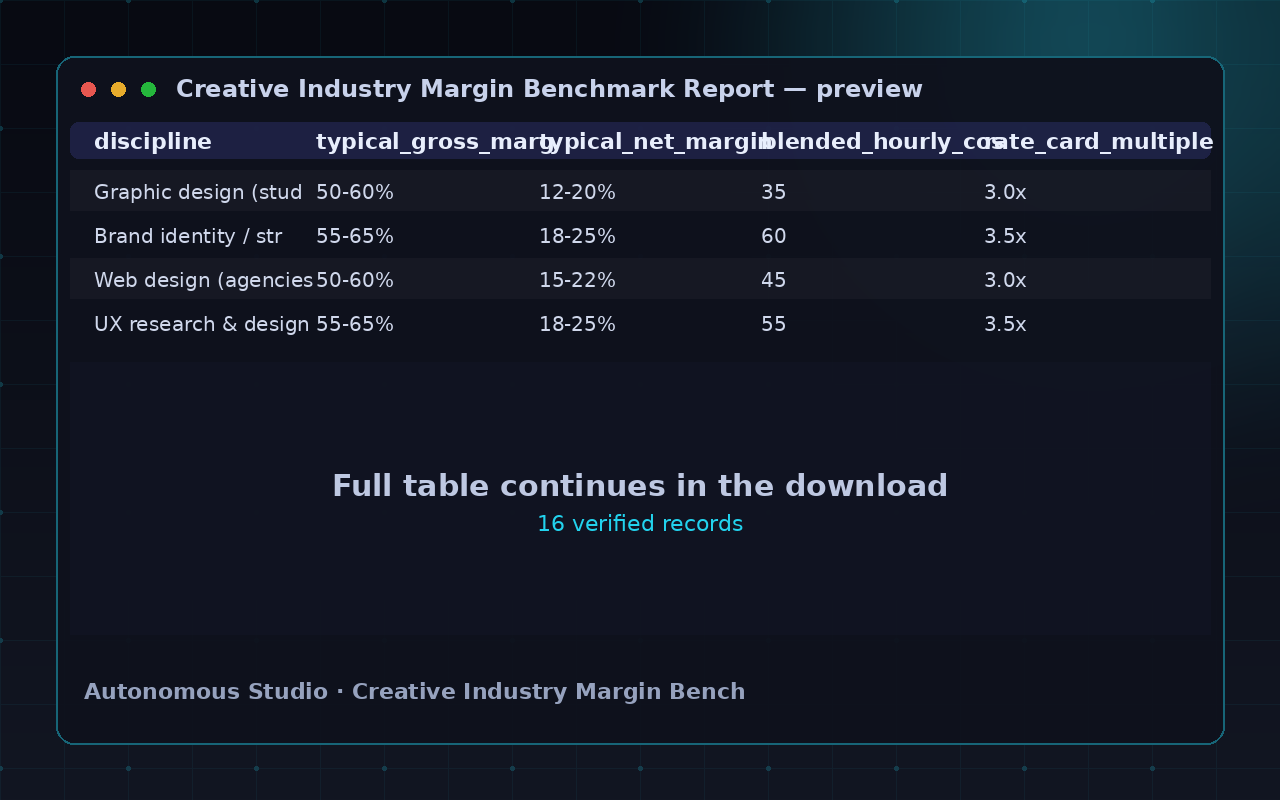 Creative Industry Margin Benchmark Report — preview
discipline typical_gross_marg typical_net_margin blended_hourly_cos rate_card_multiple
Graphic design (stud 50-60% 12-20% 35 3.0x
Brand identity / str 55-65% 18-25% 60 3.5x
Web design (agencies 50-60% 15-22% 45 3.0x
UX research & design 55-65% 18-25% 55 3.5x
Full table continues in the download
16 verified records
Autonomous Studio · Creative Industry Margin Bench